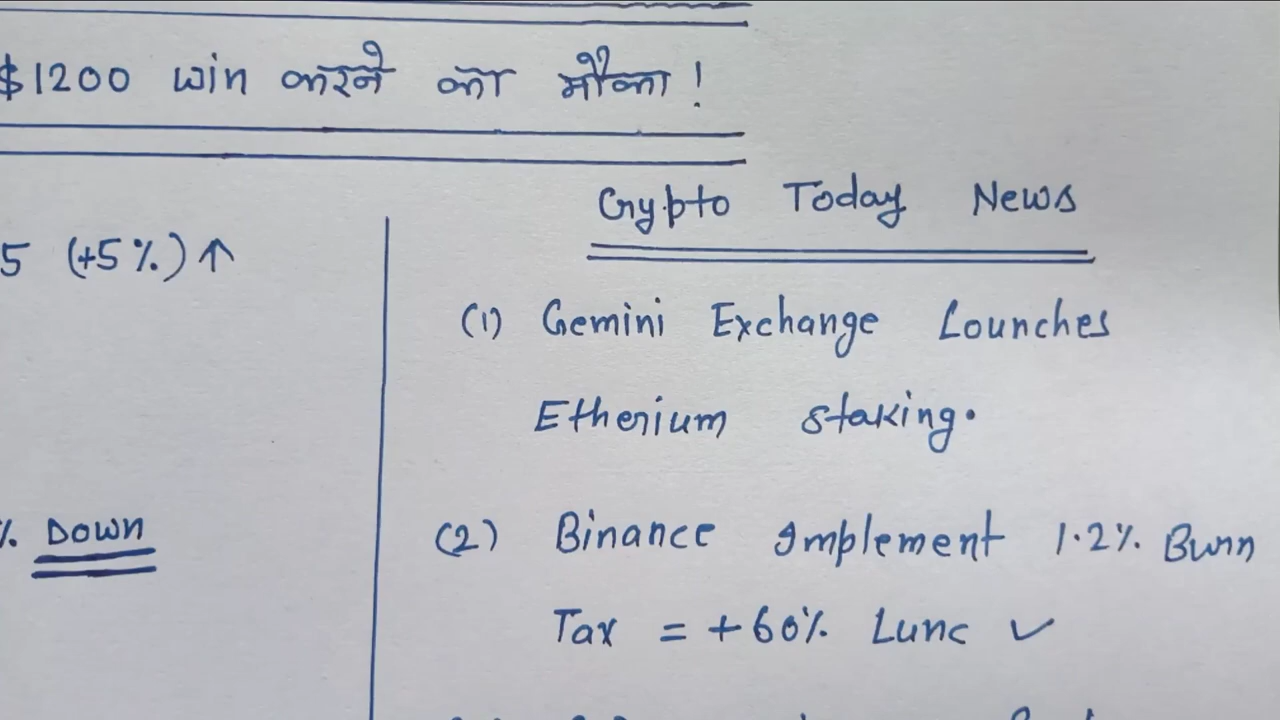 $1200 win करने का मौका!
5 (+5%) ↑
% Down
Crypto Today News
(1) Gemini Exchange Lounches
Etherium staking.
(2) Binance Implement 1.2% Burn
Tax = +60% Lunc ✓